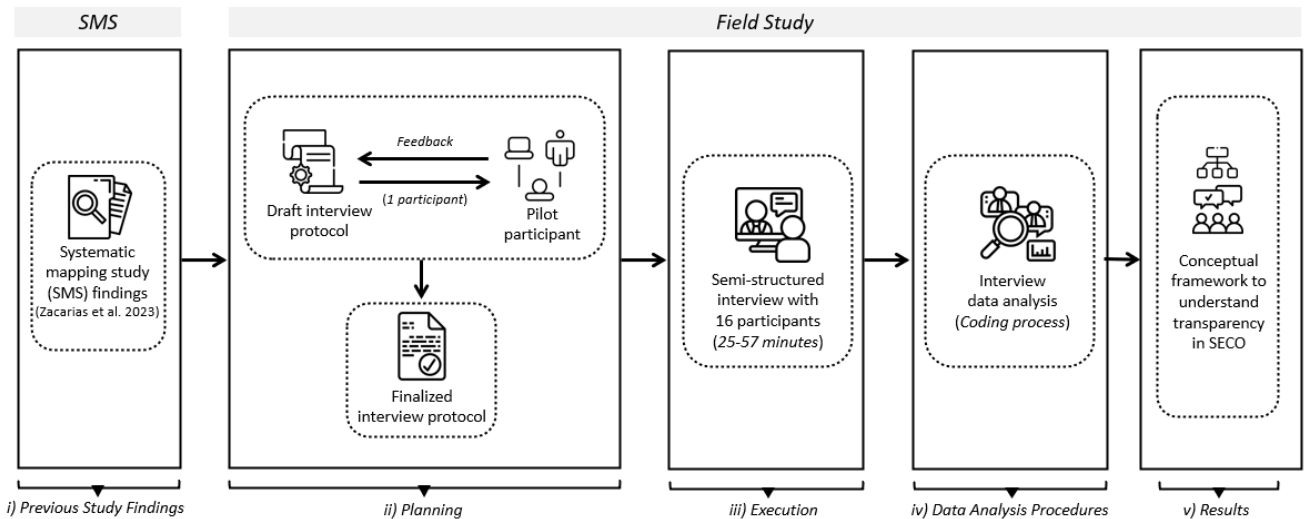 SMS
Field Study
Systematic
mapping study
(SMS) findings
(Zacarias et al. 2023)
Feedback
(1 participant)
Draft interview
protocol
Pilot
participant
Finalized
interview protocol
Semi-structured
interview with
16 participants
(25-57 minutes)
Interview
data analysis
(Coding process)
Conceptual
framework to
understand
transparency
in SECO
i) Previous Study Findings
ii) Planning
iii) Execution
iv) Data Analysis Procedures
v) Results